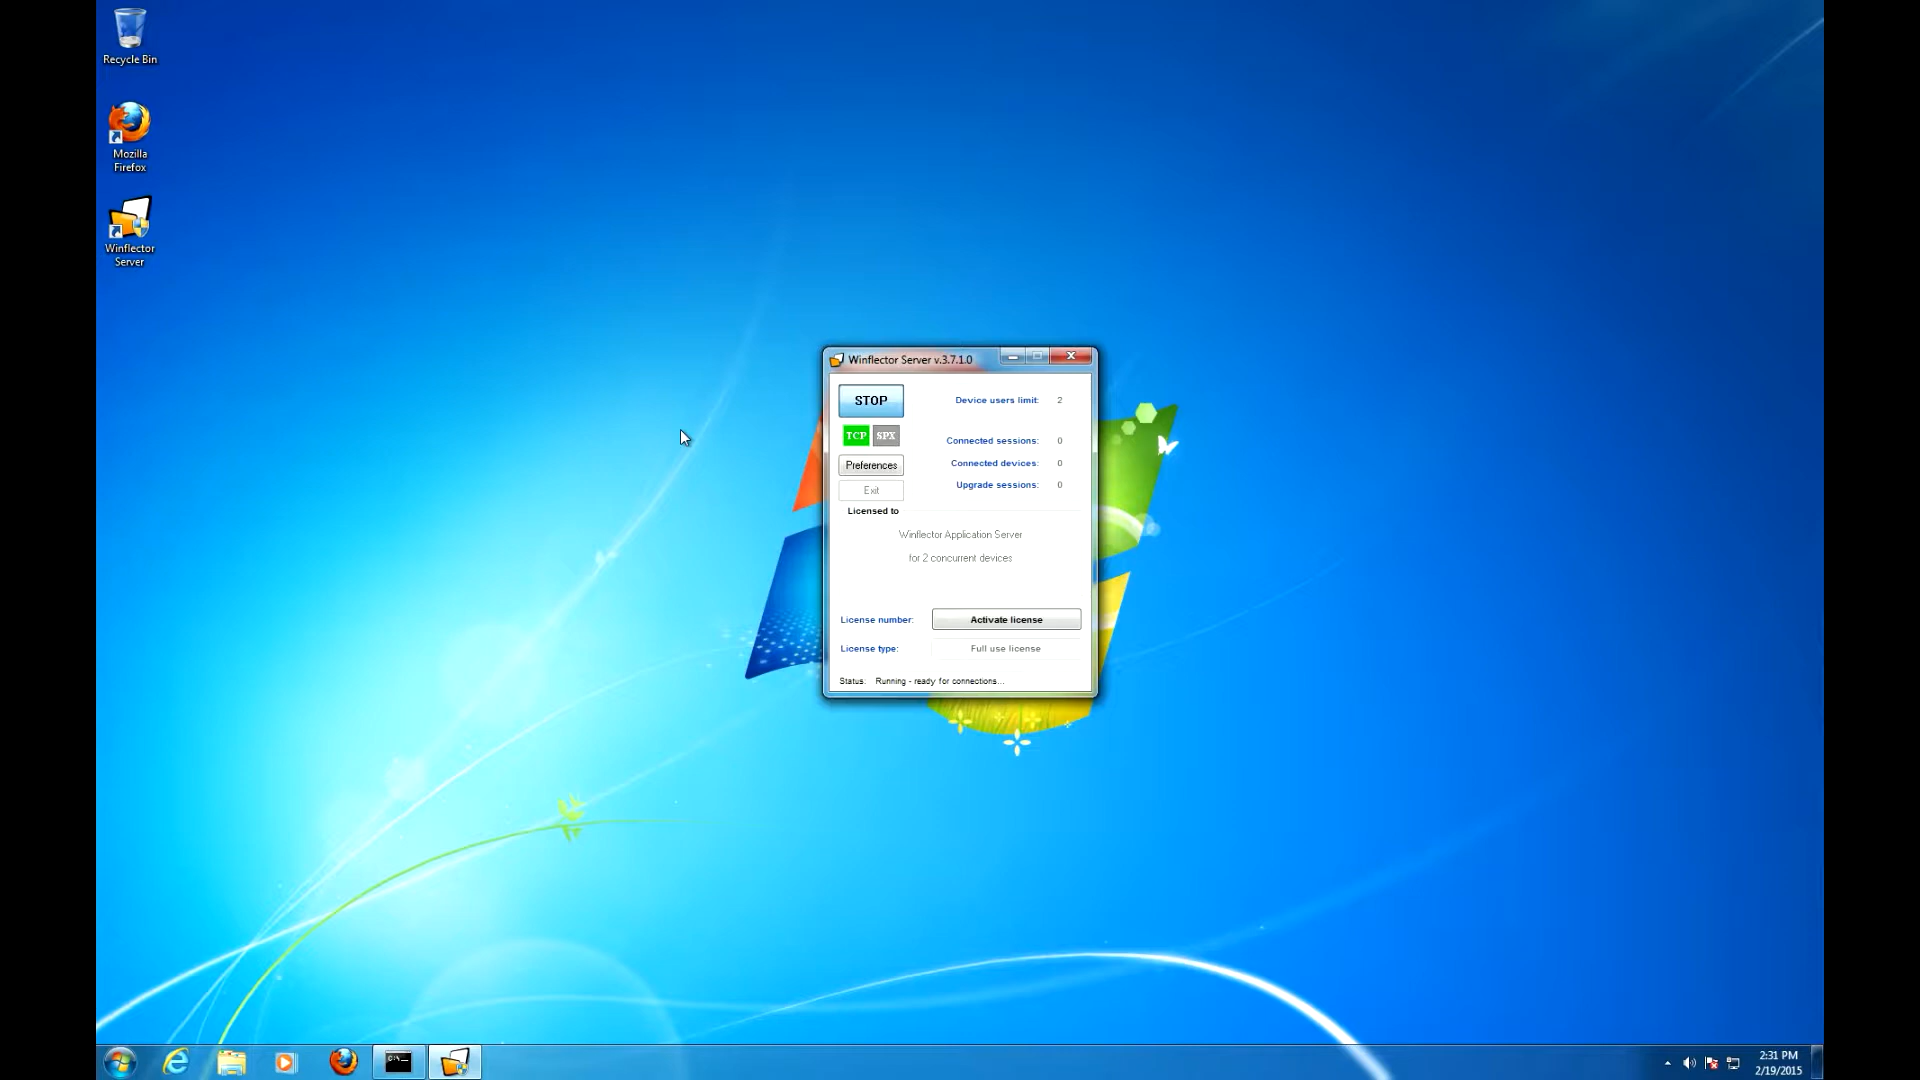 Recycle Bin
Mozilla
Firefox
Winflector
Server
Winflector Server v.3.7.1.0
STOP
Device users limit: 2
TCP SPX
Connected sessions: 0
Preferences
Connected devices: 0
Exit
Upgrade sessions: 0
Licensed to
Winflector Application Server
for 2 concurrent devices
License number: Activate license
License type: Full use license
Status: Running - ready for connections...
C:\
2:31 PM
2/19/2015